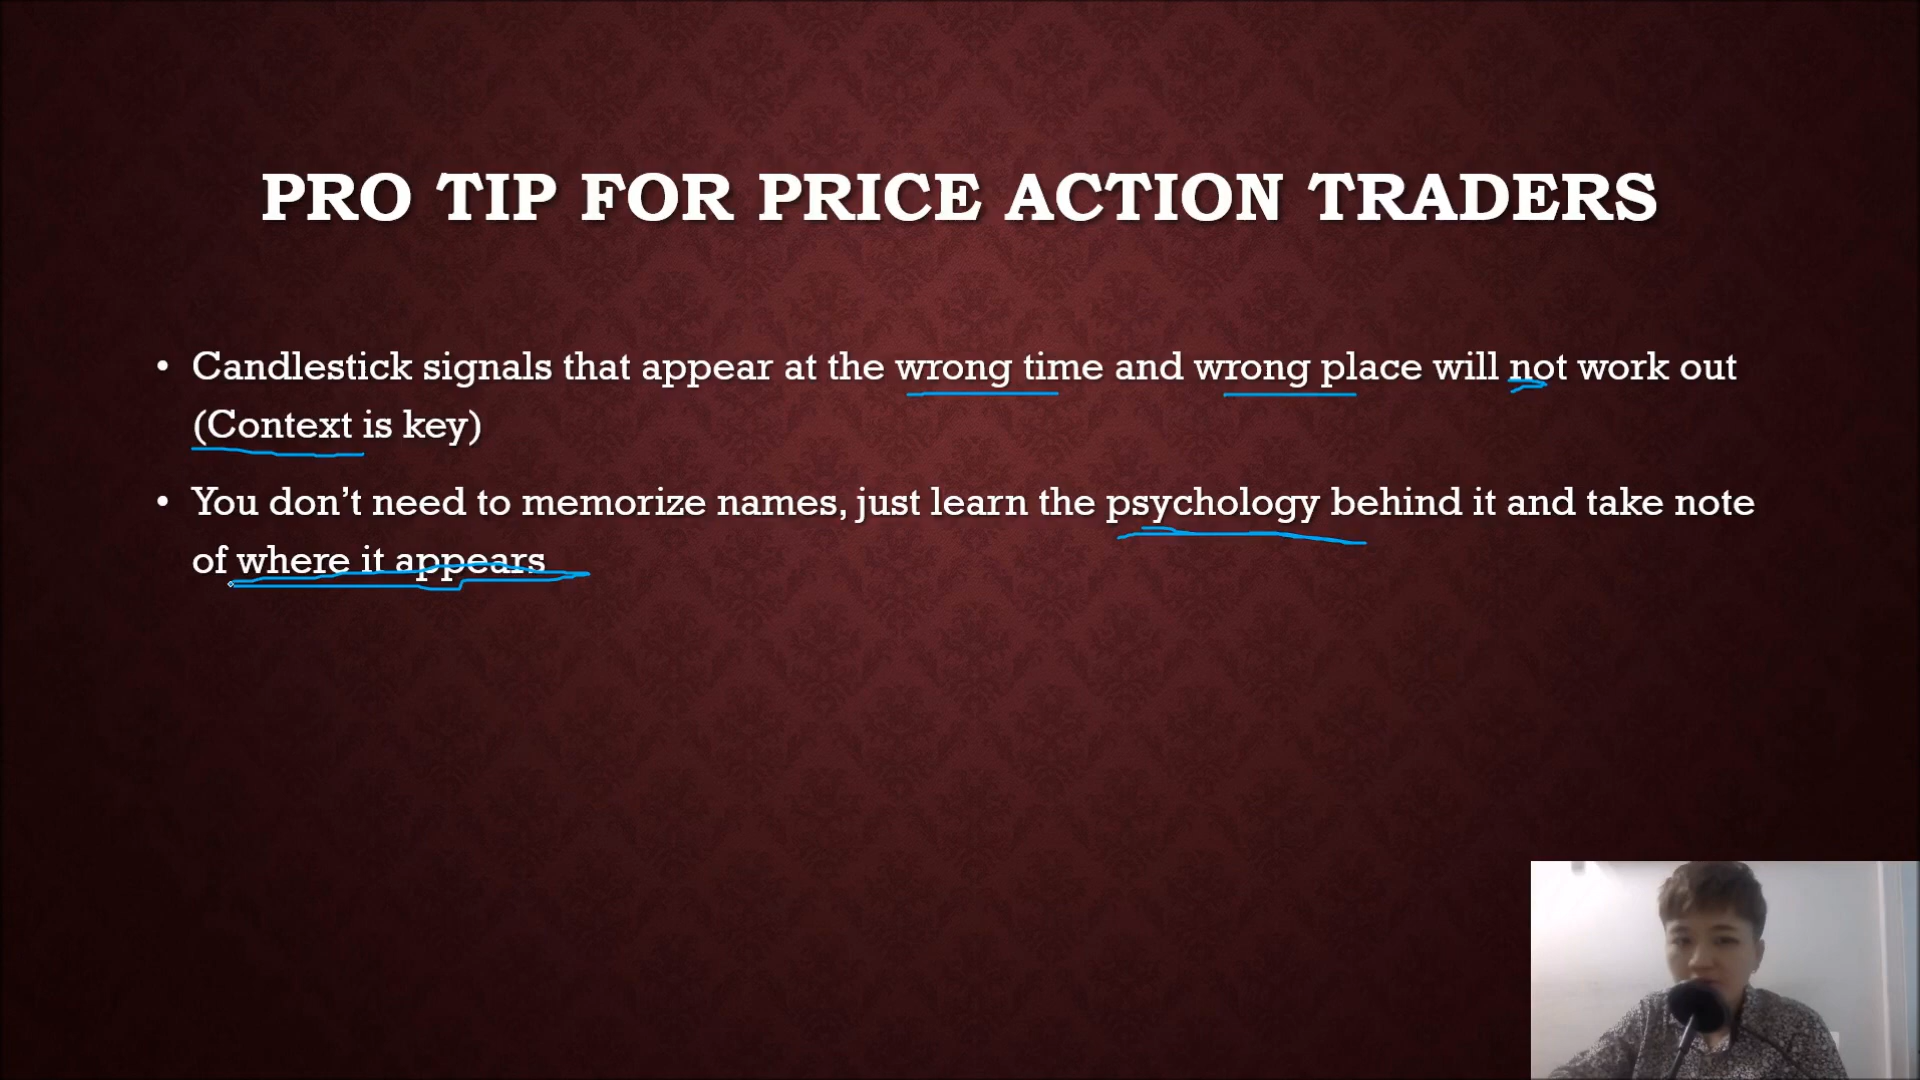 PRO TIP FOR PRICE ACTION TRADERS
• Candlestick signals that appear at the wrong time and wrong place will not work out
(Context is key)
• You don’t need to memorize names, just learn the psychology behind it and take note
of where it appears